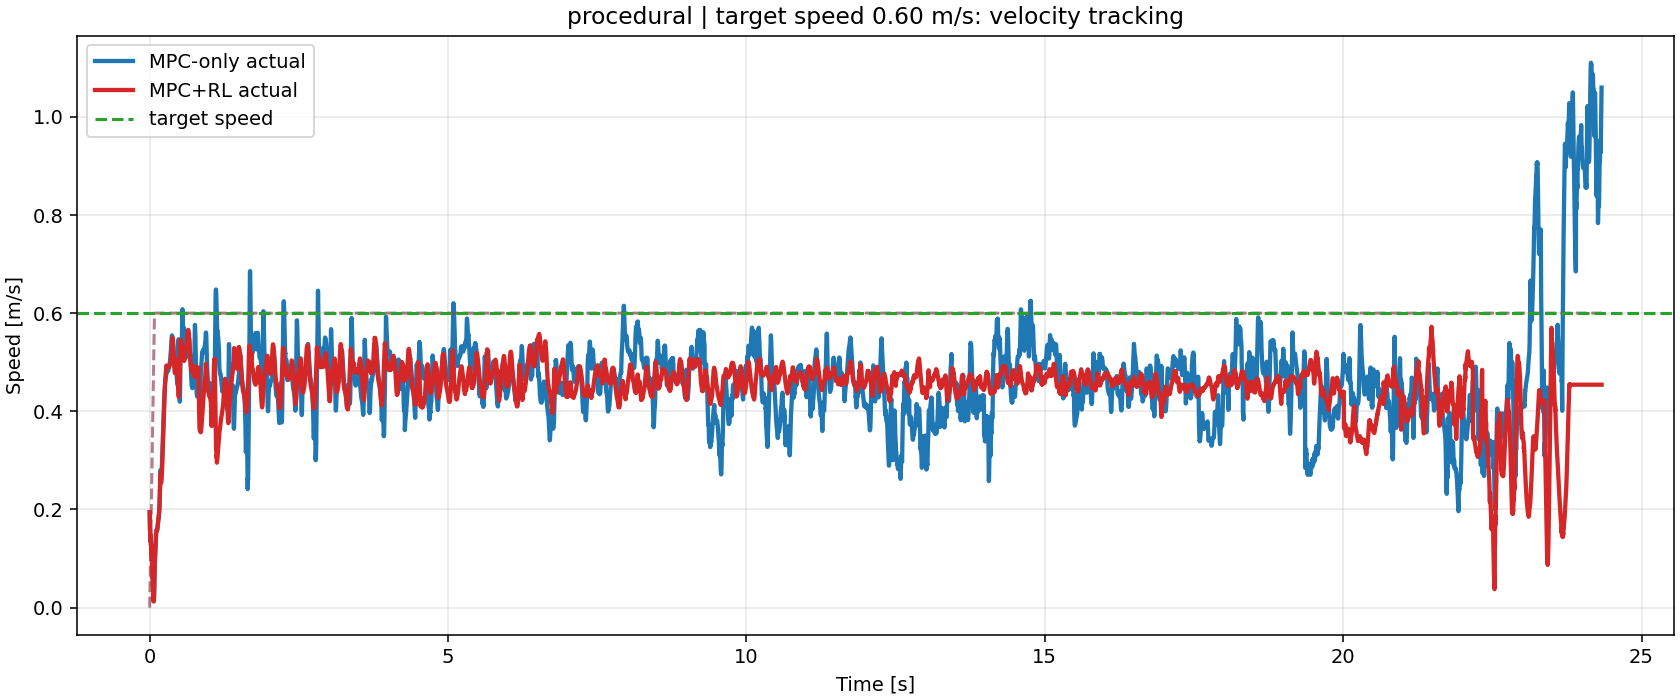 procedural | target speed 0.60 m/s: velocity tracking
MPC-only actual
MPC+RL actual
target speed
Speed [m/s]
1.0
0.8
0.6
0.4
0.2
0.0
0
5
10
15
20
25
Time [s]